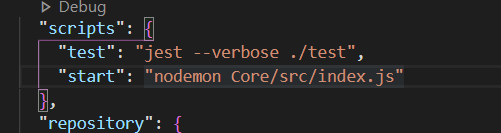 Debug
"scripts": {
"test": "jest --verbose ./test",
"start": "nodemon Core/src/index.js"
},
"repository": {